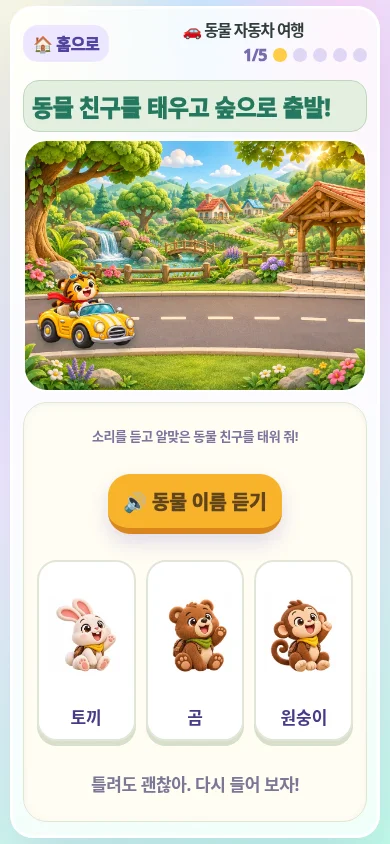 🏠 홈으로
🚗 동물 자동차 여행
1/5
동물 친구를 태우고 숲으로 출발!
소리를 듣고 알맞은 동물 친구를 태워 줘!
🔊 동물 이름 듣기
토끼
곰
원숭이
틀려도 괜찮아. 다시 들어 보자!